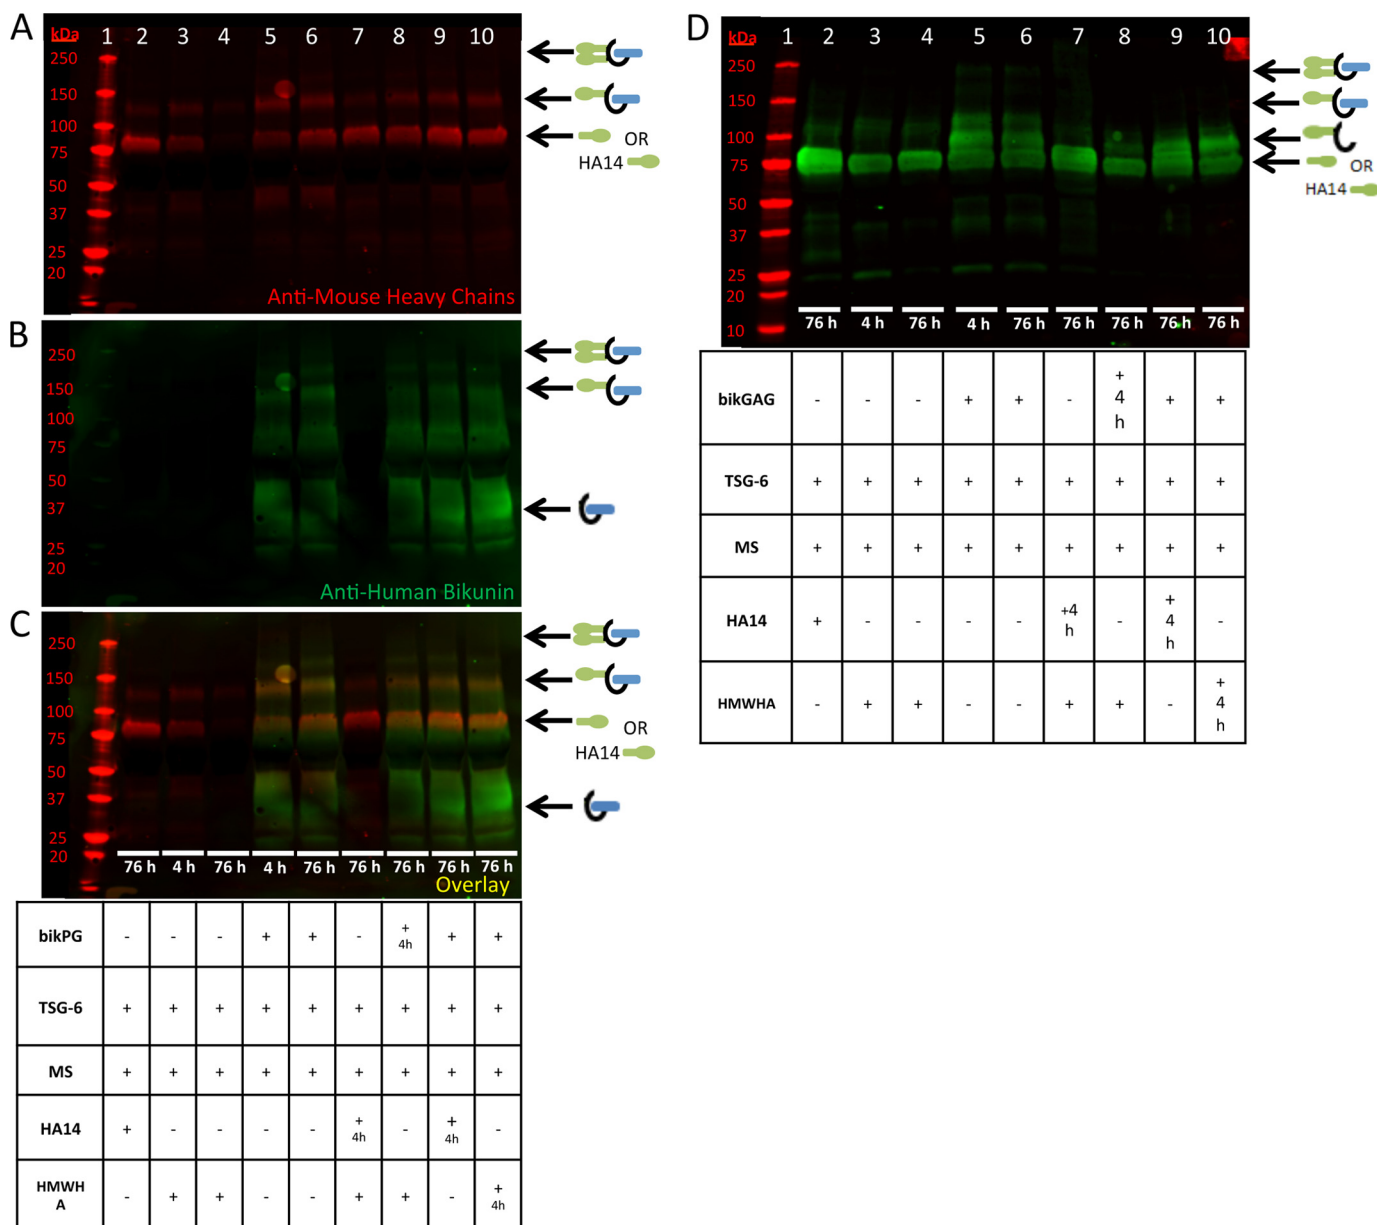 A
kDa 1 2 3 4 5 6 7 8 9 10
250
150
100
75
50
37
25
20
OR
HA14
Anti-Mouse Heavy Chains
B
250
150
100
75
50
37
25
20
Anti-Human Bikunin
C
250
150
100
75
50
37
25
20
OR
HA14
76 h 4 h 76 h 4 h 76 h 76 h 76 h 76 h 76 h
Overlay
bikPG - - - + + - + 4h + +
TSG-6 + + + + + + + + +
MS + + + + + + + + +
HA14 + - - - - + 4h - + 4h -
HMWH A - + + - - + + - + 4h
D
kDa 1 2 3 4 5 6 7 8 9 10
250
150
100
75
50
37
25
20
10
OR
HA14
76 h 4 h 76 h 4 h 76 h 76 h 76 h 76 h 76 h
bikGAG - - - + + - + 4 h + +
TSG-6 + + + + + + + + +
MS + + + + + + + + +
HA14 + - - - - +4 h - + 4 h -
HMWHA - + + - - + + - + 4 h